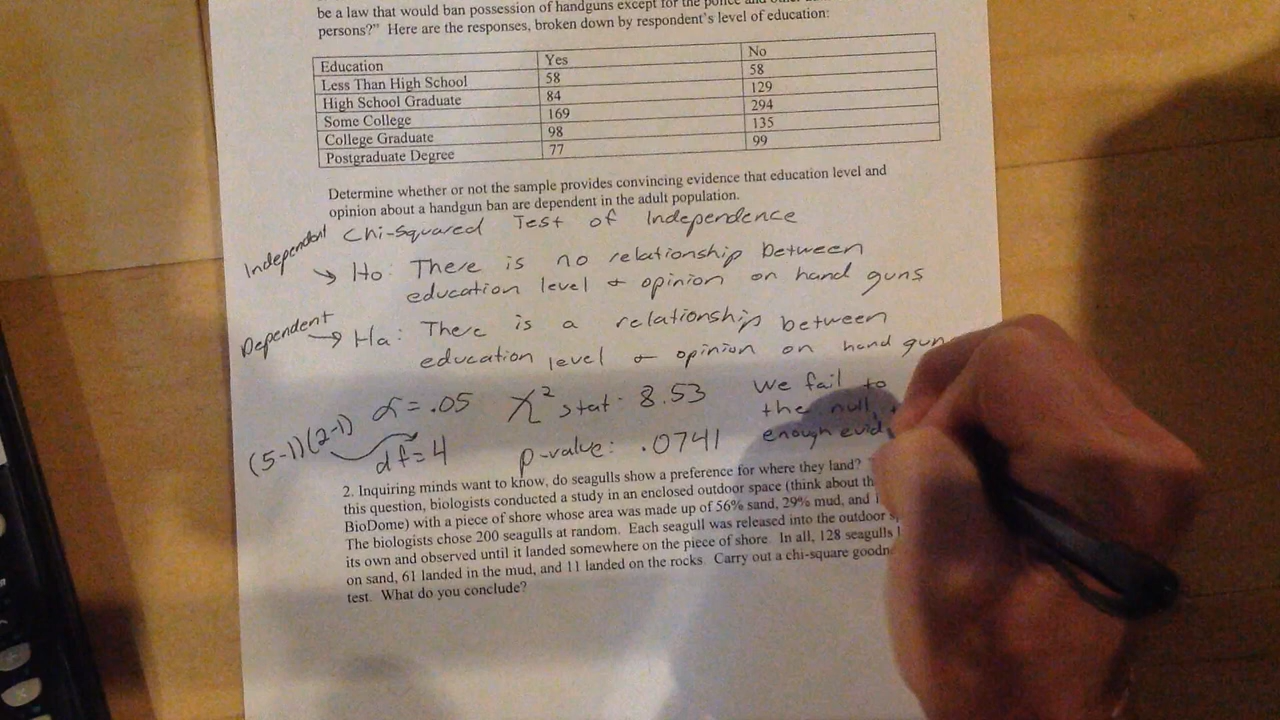 be a law that would ban possession of handguns except for the police and other
persons?" Here are the responses, broken down by respondent's level of education:
Education Yes No
Less Than High School 58 58
High School Graduate 84 129
Some College 169 294
College Graduate 98 135
Postgraduate Degree 77 99
Determine whether or not the sample provides convincing evidence that education level and
opinion about a handgun ban are dependent in the adult population.
Chi-Squared Test of Independence
Independent → Ho: There is no relationship between
education level + opinion on hand guns
Dependent → Ha: There is a relationship between
education level + opinion on hand gun
(5-1)(2-1) α = .05 χ² stat: 8.53 We fail to
the null,
df = 4 p-value: .0741 enough evid
2. Inquiring minds want to know, do seagulls show a preference for where they land?
this question, biologists conducted a study in an enclosed outdoor space (think about th
BioDome) with a piece of shore whose area was made up of 56% sand, 29% mud, and 1
The biologists chose 200 seagulls at random. Each seagull was released into the outdoor s
its own and observed until it landed somewhere on the piece of shore. In all, 128 seagulls l
on sand, 61 landed in the mud, and 11 landed on the rocks. Carry out a chi-square goodn
test. What do you conclude?